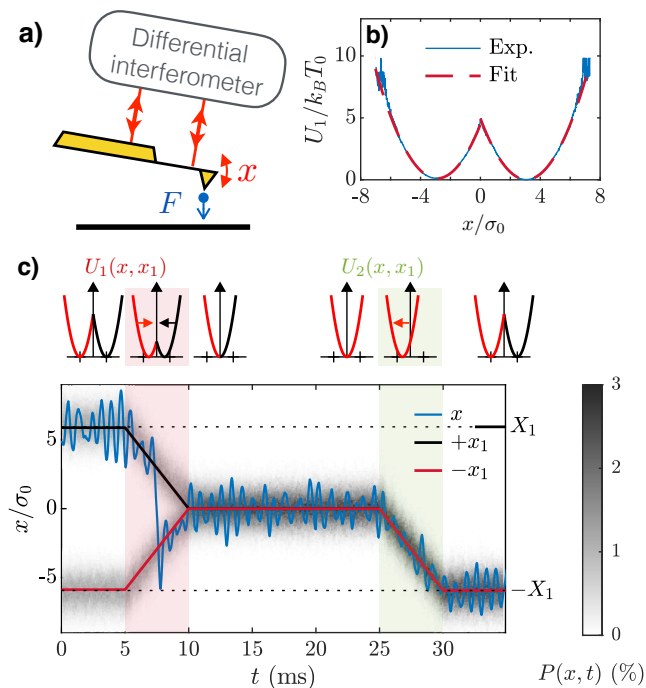 a)
Differential
interferometer
x
F
b)
U₁/k_BT₀
10
5
0
-8
-4
0
4
8
x/σ₀
Exp.
Fit
c)
U₁(x, x₁)
U₂(x, x₁)
x/σ₀
5
0
-5
x
+x₁
−x₁
X₁
−X₁
0
5
10
15
20
25
30
t (ms)
3
2
1
0
P(x, t) (%)